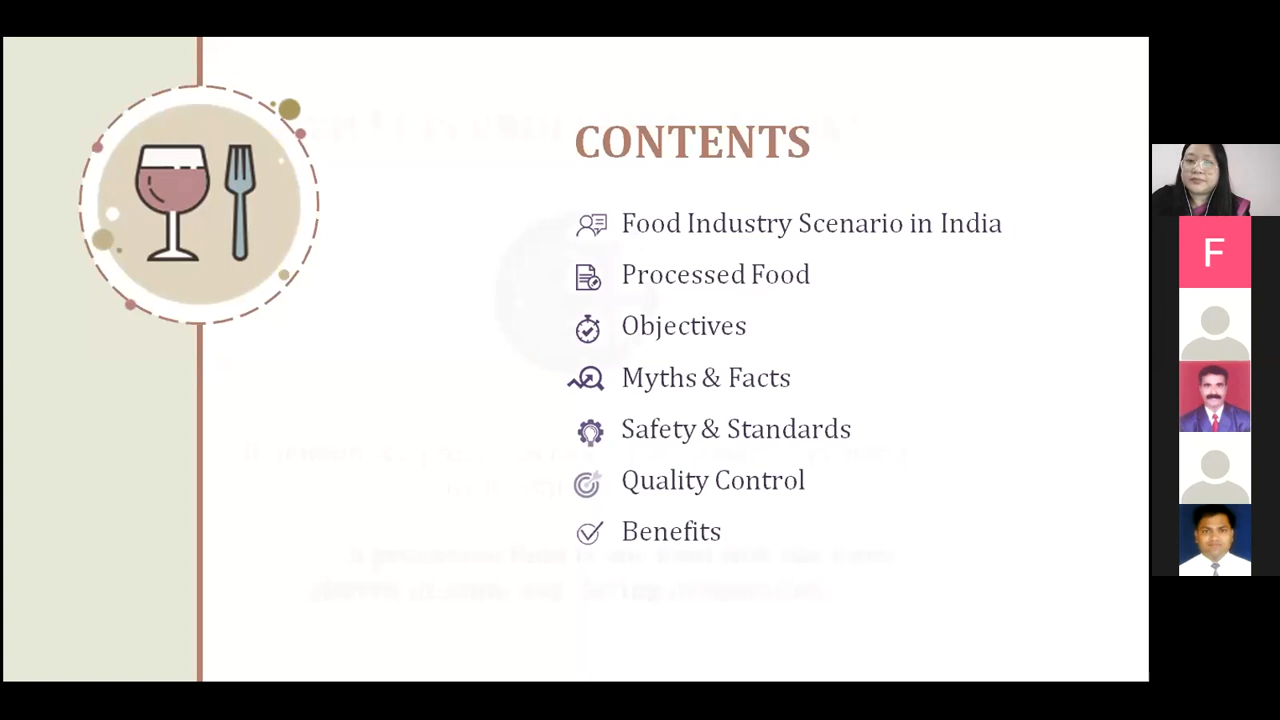 CONTENTS
Food Industry Scenario in India
Processed Food
Objectives
Myths & Facts
Safety & Standards
Quality Control
Benefits
F